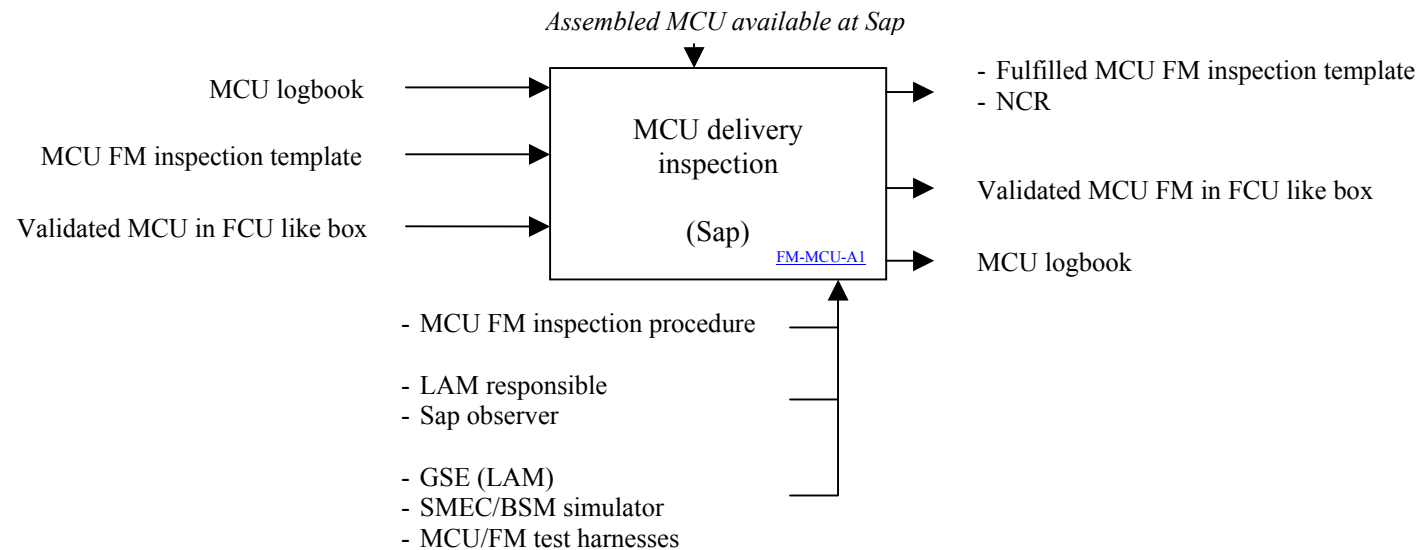 Assembled MCU available at Sap
MCU logbook
MCU FM inspection template
Validated MCU in FCU like box
MCU delivery
inspection
(Sap)
FM-MCU-A1
- Fulfilled MCU FM inspection template
- NCR
Validated MCU FM in FCU like box
MCU logbook
- MCU FM inspection procedure
- LAM responsible
- Sap observer
- GSE (LAM)
- SMEC/BSM simulator
- MCU/FM test harnesses